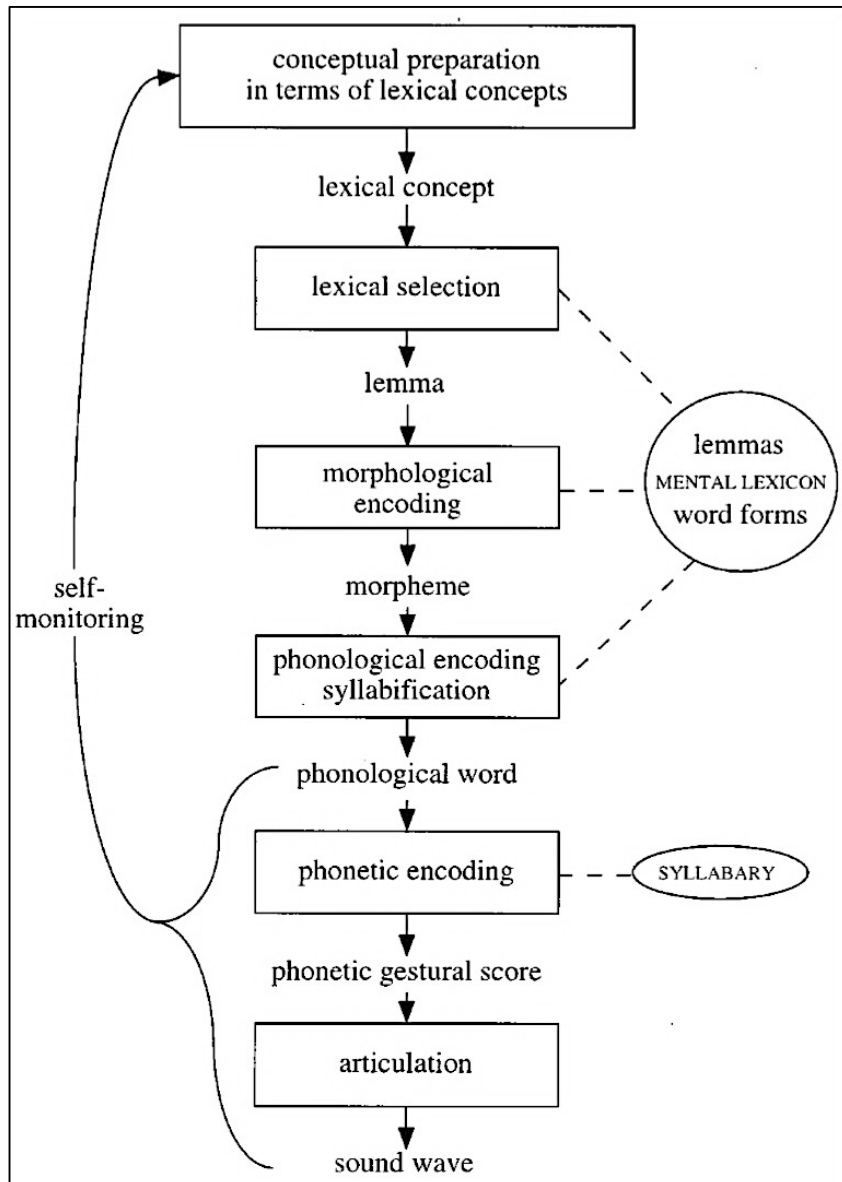 conceptual preparation
in terms of lexical concepts
lexical concept
lexical selection
lemma
lemmas
MENTAL LEXICON
word forms
morphological
encoding
morpheme
self-
monitoring
phonological encoding
syllabification
phonological word
phonetic encoding
SYLLABARY
phonetic gestural score
articulation
sound wave